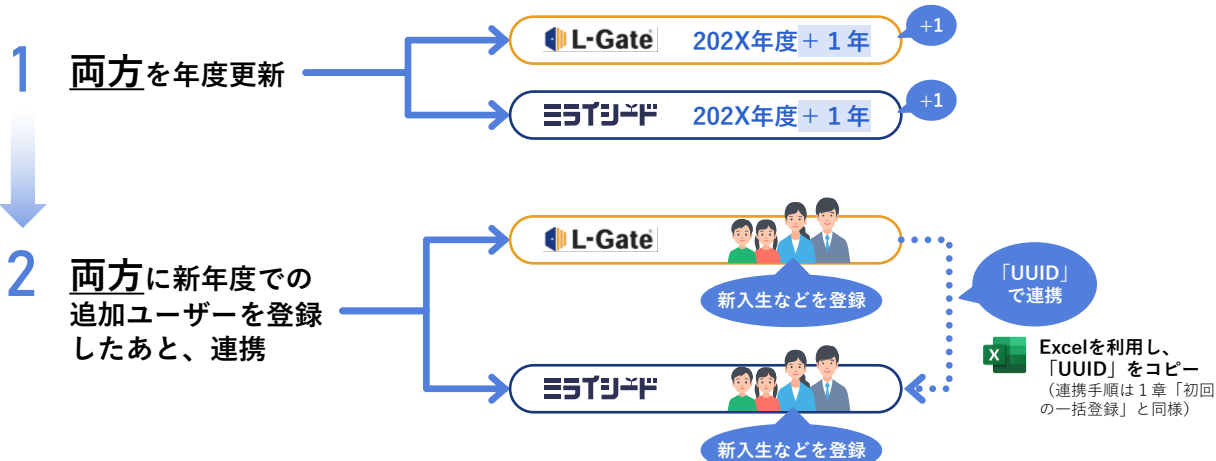 1
両方を年度更新
L-Gate
202X年度＋１年
+1
ミライシード
202X年度＋１年
+1
2
両方に新年度での
追加ユーザーを登録
したあと、連携
L-Gate
新入生などを登録
「UUID」
で連携
Excelを利用し、
「UUID」をコピー
（連携手順は１章「初回
の一括登録」と同様）
X
ミライシード
新入生などを登録